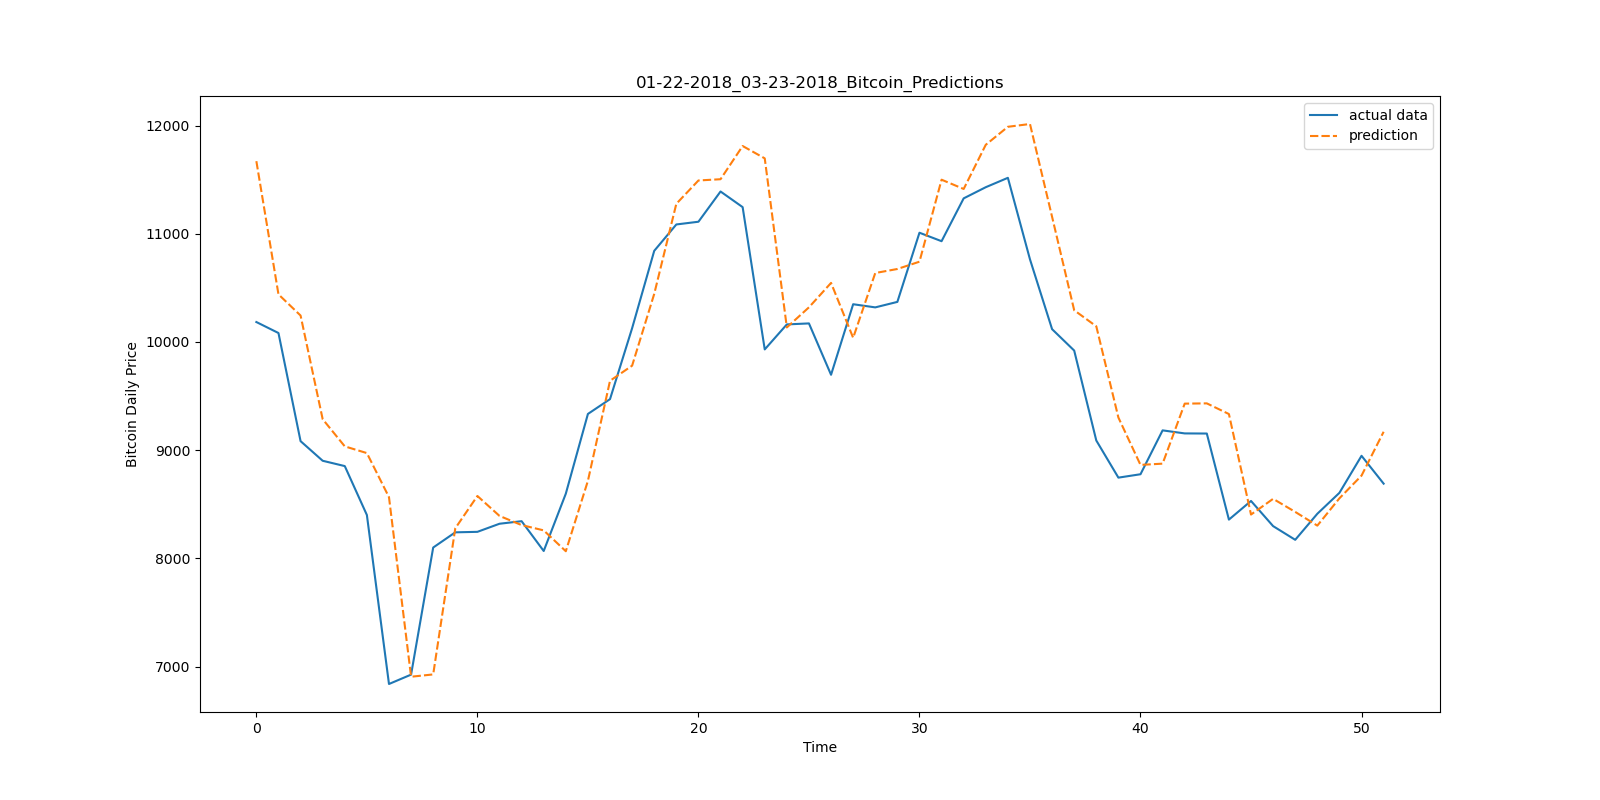 01-22-2018_03-23-2018_Bitcoin_Predictions
actual data
prediction
12000
11000
10000
9000
8000
7000
Bitcoin Daily Price
0 10 20 30 40 50
Time